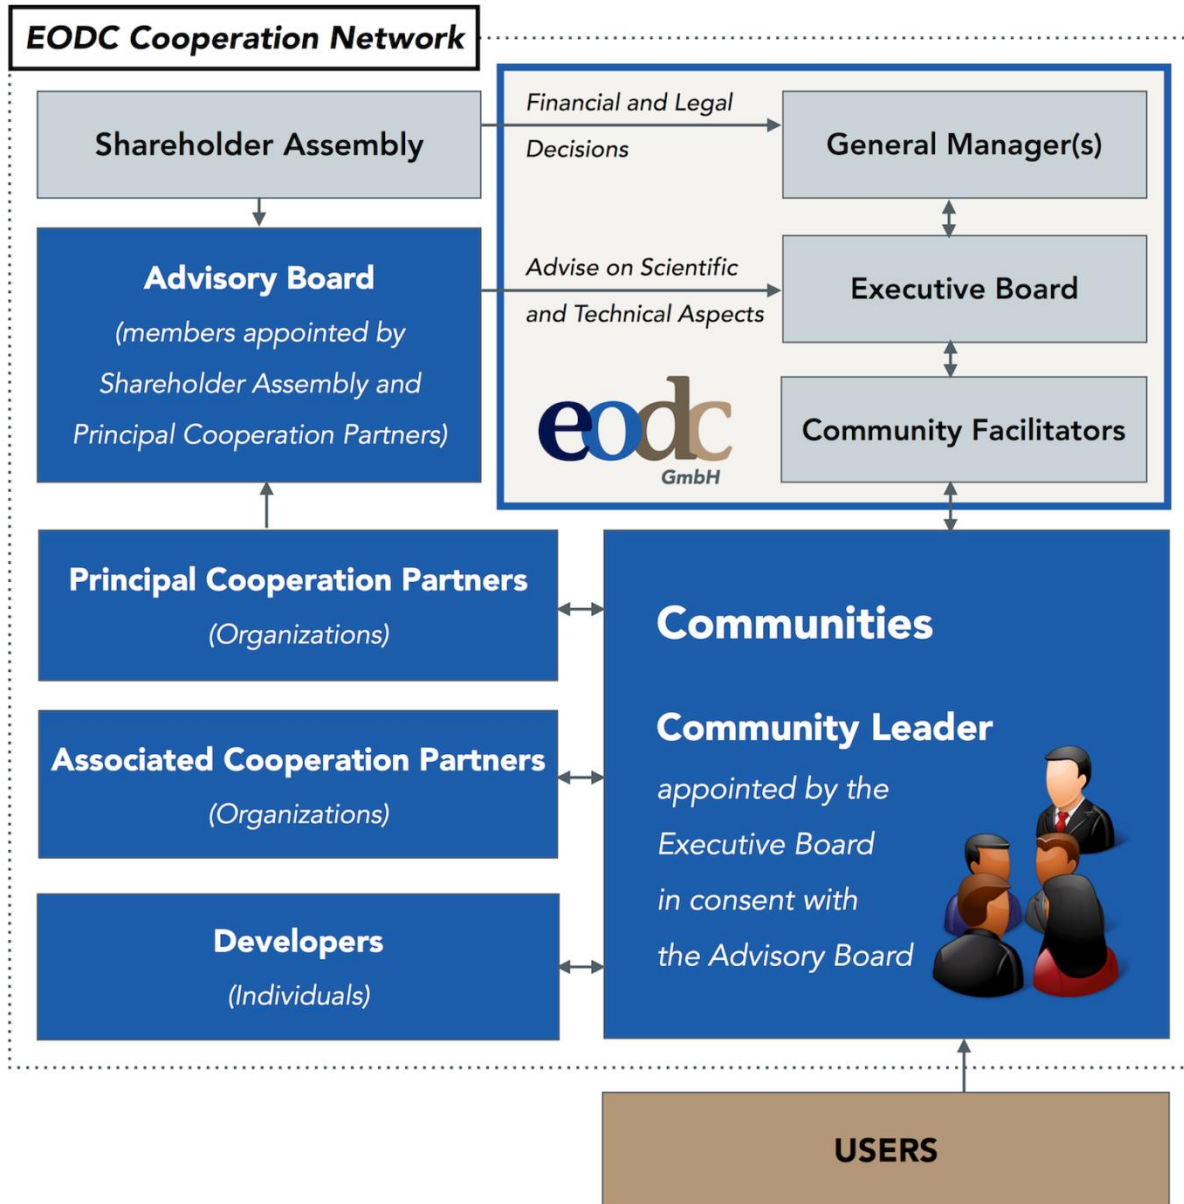 EODC Cooperation Network
Shareholder Assembly
Financial and Legal
Decisions
General Manager(s)
Advisory Board
(members appointed by
Shareholder Assembly and
Principal Cooperation Partners)
Advise on Scientific
and Technical Aspects
Executive Board
eodc
GmbH
Community Facilitators
Principal Cooperation Partners
(Organizations)
Associated Cooperation Partners
(Organizations)
Developers
(Individuals)
Communities
Community Leader
appointed by the
Executive Board
in consent with
the Advisory Board
USERS